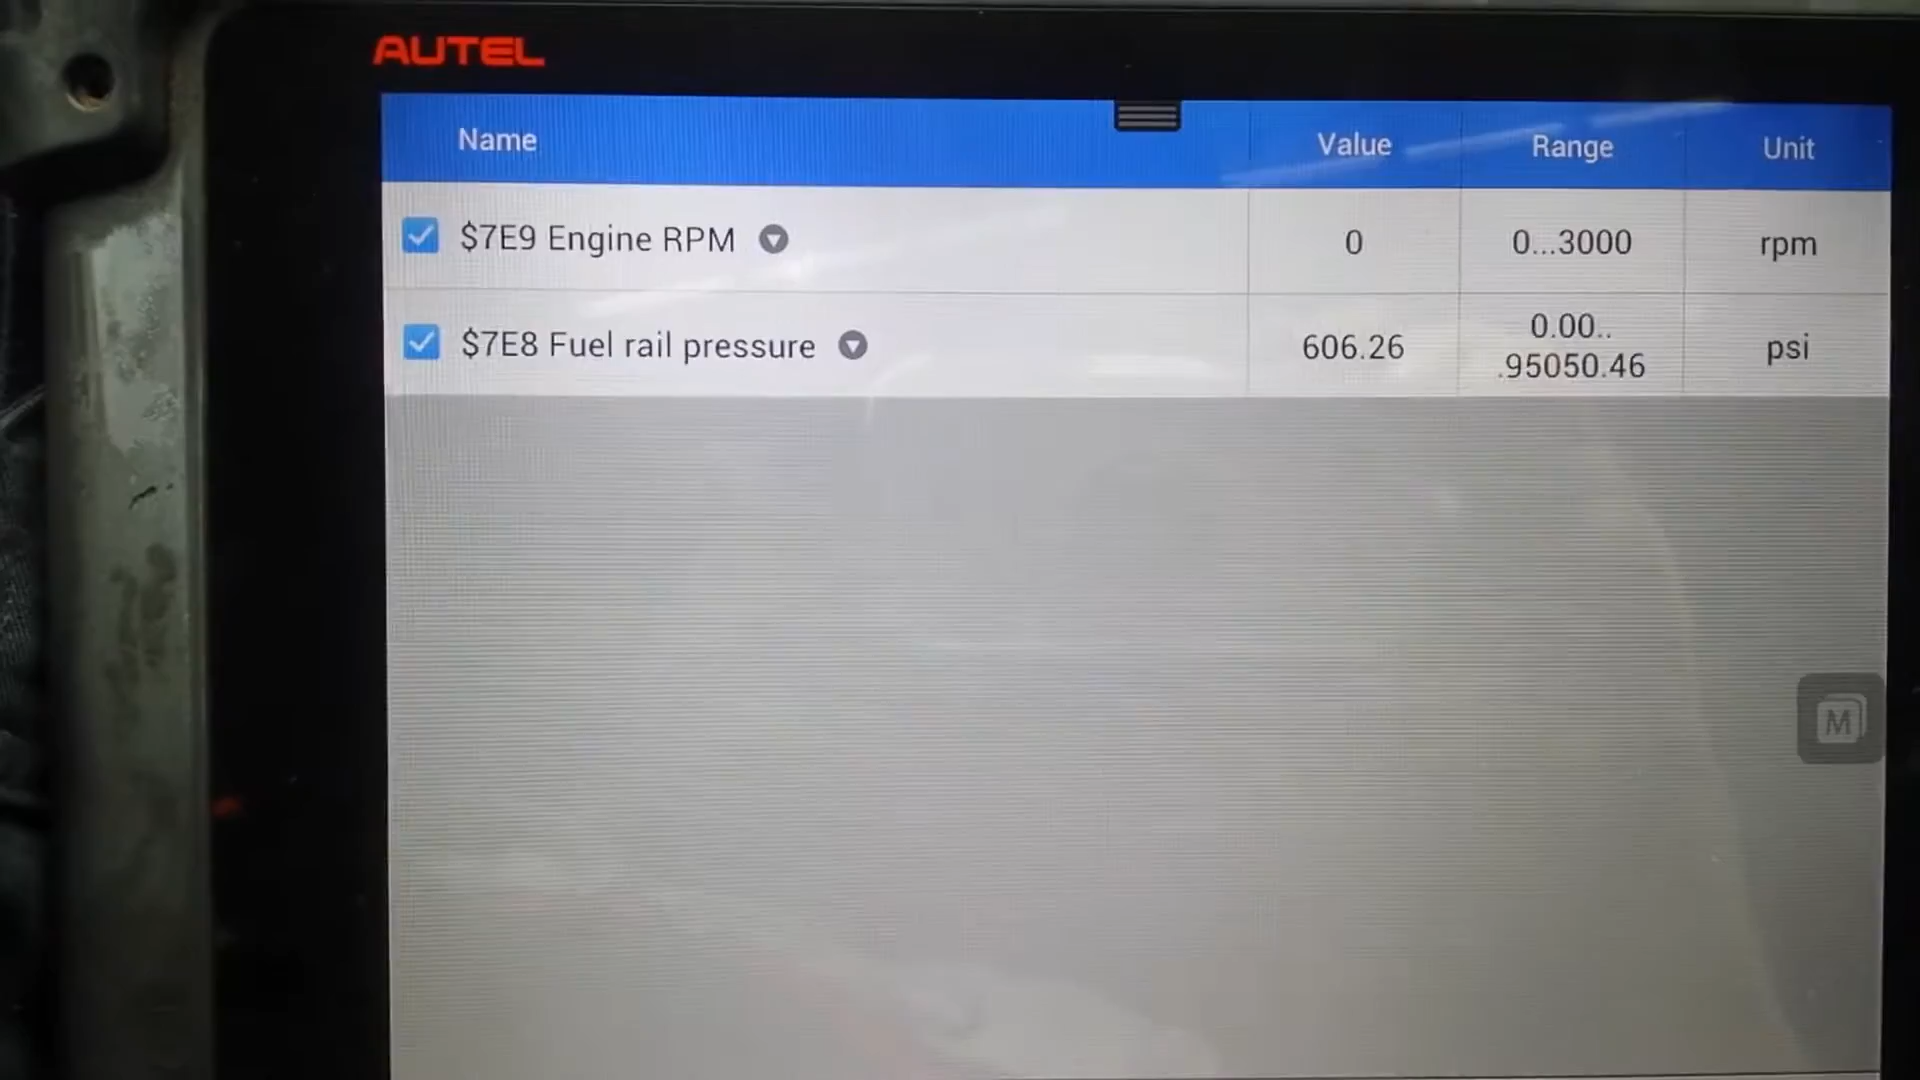 AUTEL
Name Value Range Unit
$7E9 Engine RPM 0 0...3000 rpm
$7E8 Fuel rail pressure 606.26 0.00..
.95050.46 psi
M